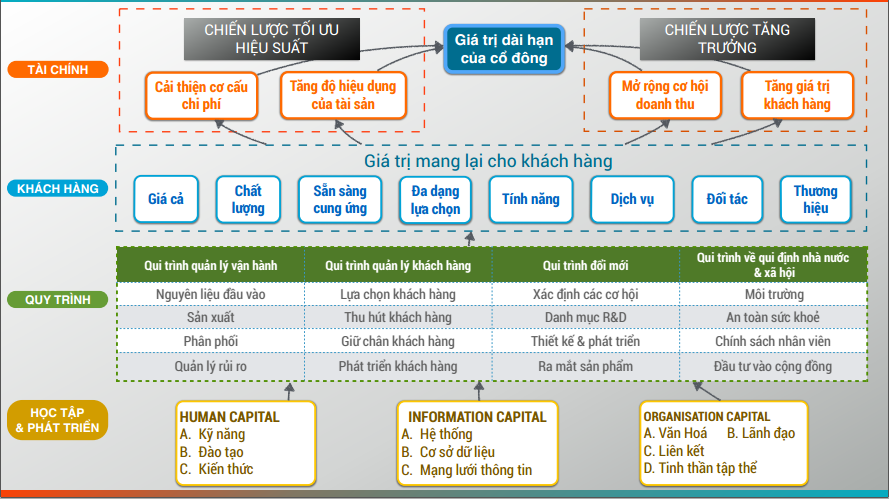 CHIẾN LƯỢC TỐI ƯU
HIỆU SUẤT
Giá trị dài hạn
của cổ đông
CHIẾN LƯỢC TĂNG
TRƯỞNG
TÀI CHÍNH
Cải thiện cơ cấu
chi phí
Tăng độ hiệu dụng
của tài sản
Mở rộng cơ hội
doanh thu
Tăng giá trị
khách hàng
Giá trị mang lại cho khách hàng
KHÁCH HÀNG
Giá cả
Chất
lượng
Sẵn sàng
cung ứng
Đa dạng
lựa chọn
Tính năng
Dịch vụ
Đối tác
Thương
hiệu
QUY TRÌNH
Qui trình quản lý vận hành
Qui trình quản lý khách hàng
Qui trình đổi mới
Qui trình về qui định nhà nước
& xã hội
Nguyên liệu đầu vào
Lựa chọn khách hàng
Xác định các cơ hội
Môi trường
Sản xuất
Thu hút khách hàng
Danh mục R&D
An toàn sức khoẻ
Phân phối
Giữ chân khách hàng
Thiết kế & phát triển
Chính sách nhân viên
Quản lý rủi ro
Phát triển khách hàng
Ra mắt sản phẩm
Đầu tư vào cộng đồng
HỌC TẬP
& PHÁT TRIỂN
HUMAN CAPITAL
A. Kỹ năng
B. Đào tạo
C. Kiến thức
INFORMATION CAPITAL
A. Hệ thống
B. Cơ sở dữ liệu
C. Mạng lưới thông tin
ORGANISATION CAPITAL
A. Văn Hoá B. Lãnh đạo
C. Liên kết
D. Tinh thần tập thể